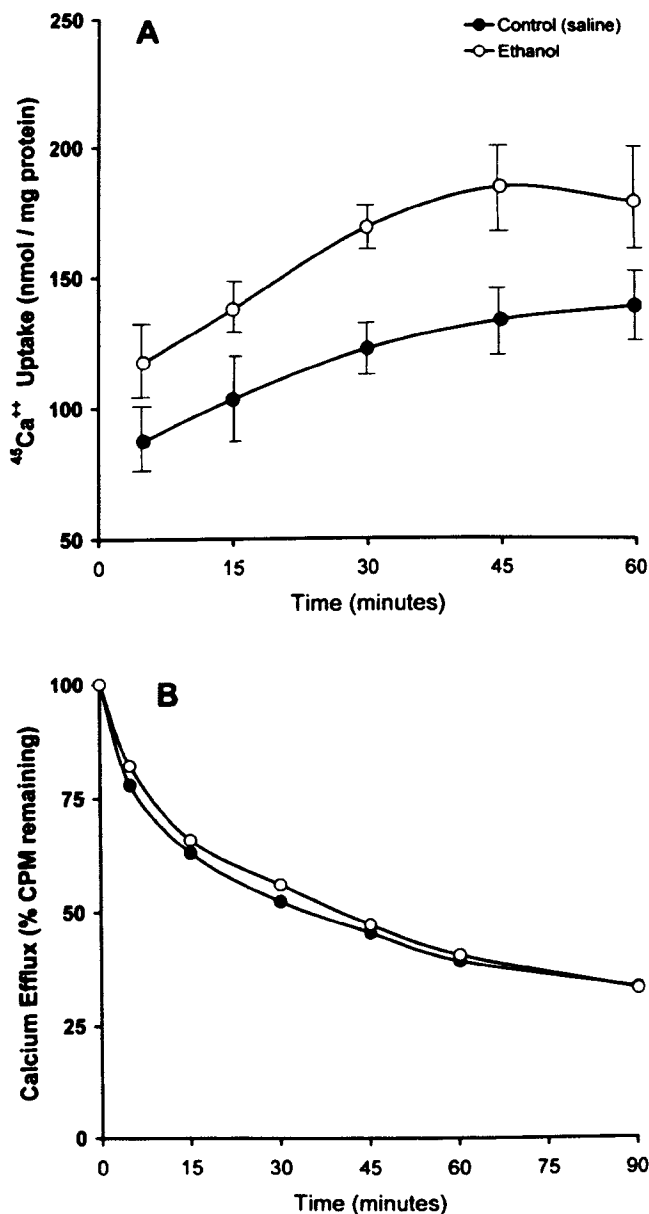 A
Control (saline)
Ethanol
250
200
150
100
50
⁴⁵Ca⁺⁺ Uptake (nmol / mg protein)
0 15 30 45 60
Time (minutes)
B
100
75
50
25
0
Calcium Efflux (% CPM remaining)
0 15 30 45 60 75 90
Time (minutes)